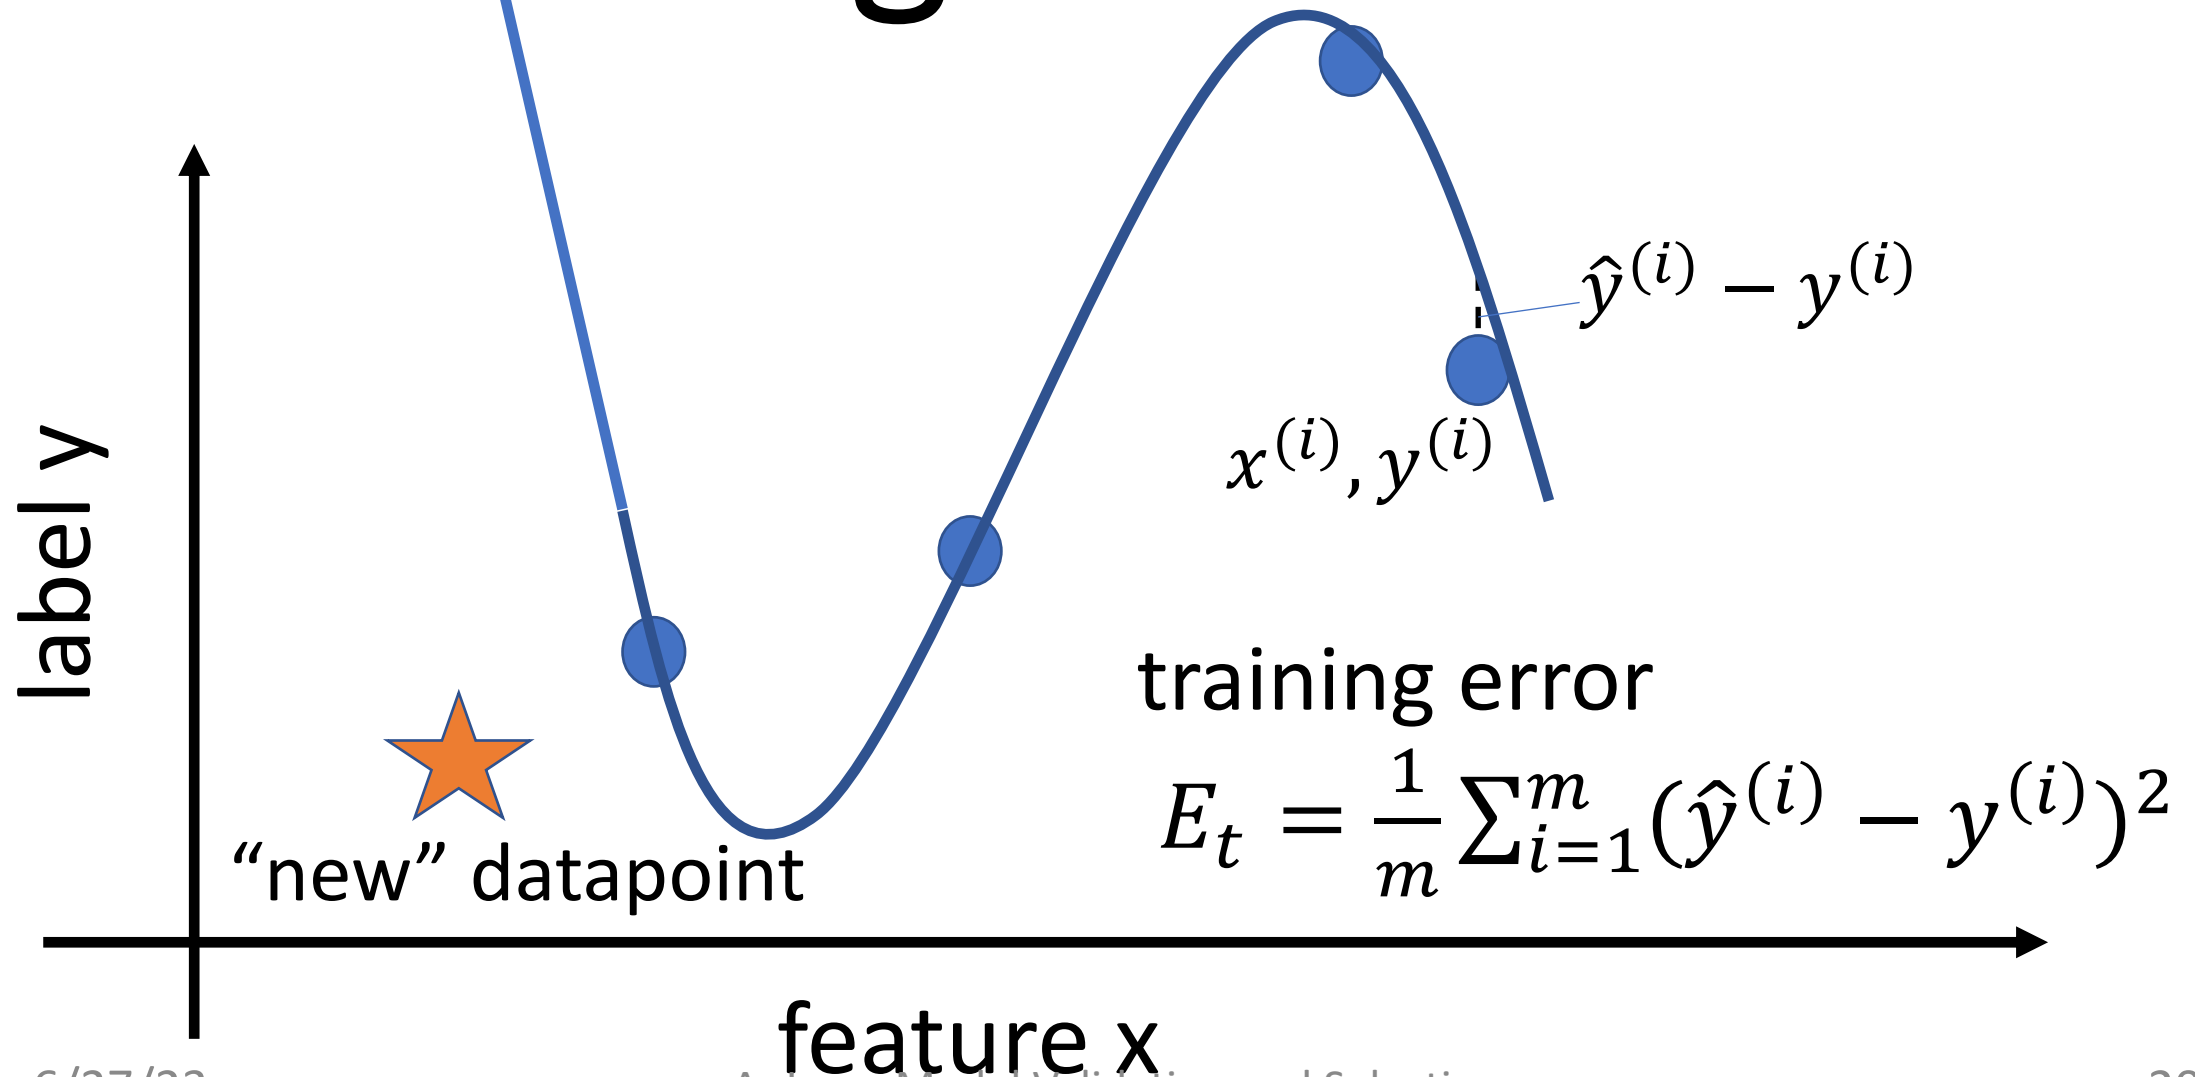 ŷ⁽ⁱ⁾ − y⁽ⁱ⁾
x⁽ⁱ⁾, y⁽ⁱ⁾
label y
training error
E_t = 1/m ∑_{i=1}^{m} (ŷ⁽ⁱ⁾ − y⁽ⁱ⁾)²
“new” datapoint
feature x